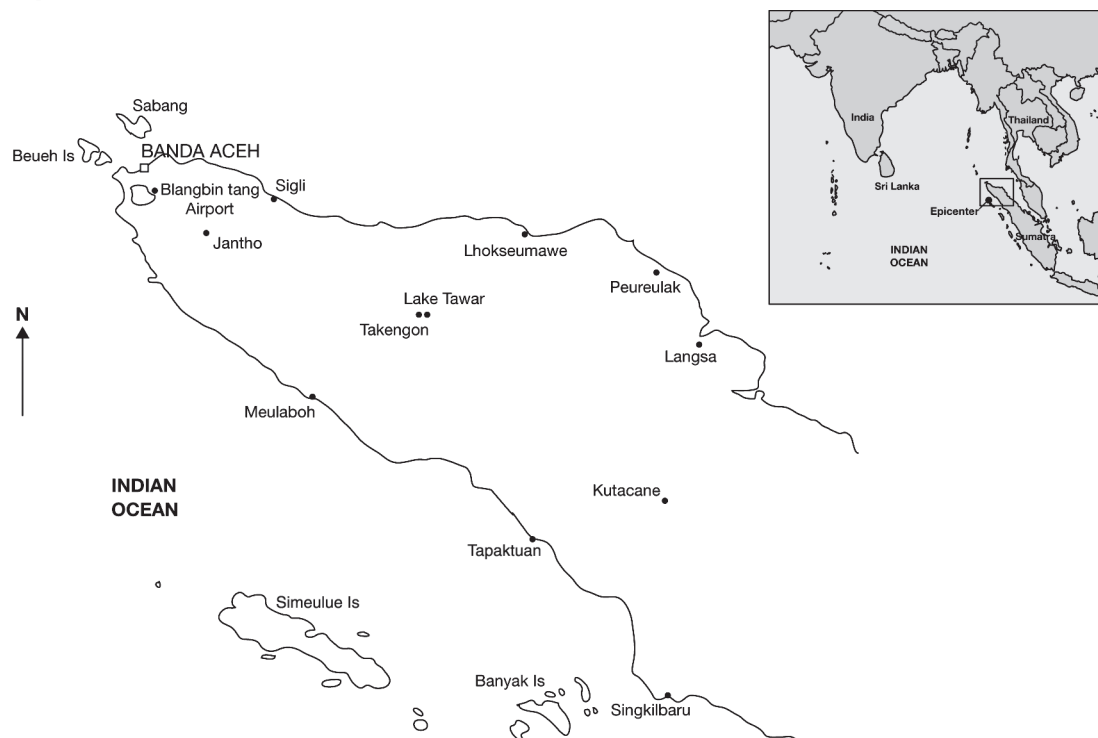 Sabang
Beueh Is
BANDA ACEH
Blangbin tang
Airport
Sigli
Jantho
Lhokseumawe
Peureulak
Lake Tawar
Takengon
Langsa
N
Meulaboh
INDIAN
OCEAN
Kutacane
Tapaktuan
Simeulue Is
Banyak Is
Singkilbaru
India
Thailand
Sri Lanka
Epicenter
Sumatra
INDIAN
OCEAN